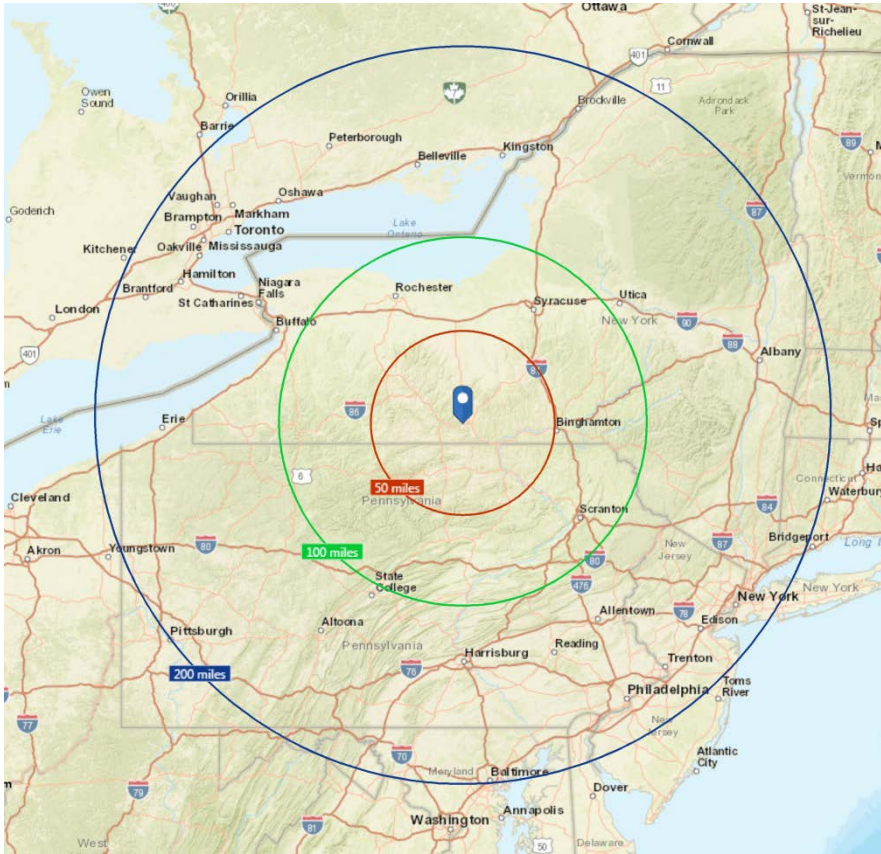 Ottawa
St-Jean-
sur-
Richelieu
Cornwall
401
11
Owen
Sound
Orillia
Brockville
Adirondack
Park
Barrie
Peterborough
89
Belleville
Kingston
Vermont
Vaughan
Oshawa
Markham
87
Goderich
Brampton
Toronto
Lake
Ontario
Oakville
Mississauga
Kitchener
Hamilton
Niagara
Falls
Brantford
St Catharines
Rochester
London
Syracuse
Utica
Buffalo
New York
90
401
88
Albany
86
Lake
Erie
Erie
Binghamton
6
50 miles
Pennsylvania
Connecticut
Cleveland
Waterbury
Scranton
84
100 miles
New
Jersey
87
Bridgeport
Akron
Youngstown
80
80
Long
State
College
476
New York
New York
Allentown
78
Altoona
Edison
Pittsburgh
Pennsylvania
Reading
Harrisburg
Trenton
76
200 miles
Toms
River
Philadelphia
77
New
Jersey
70
Maryland
Baltimore
Atlantic
City
79
Dover
Annapolis
Washington
81
50
West
Delaware